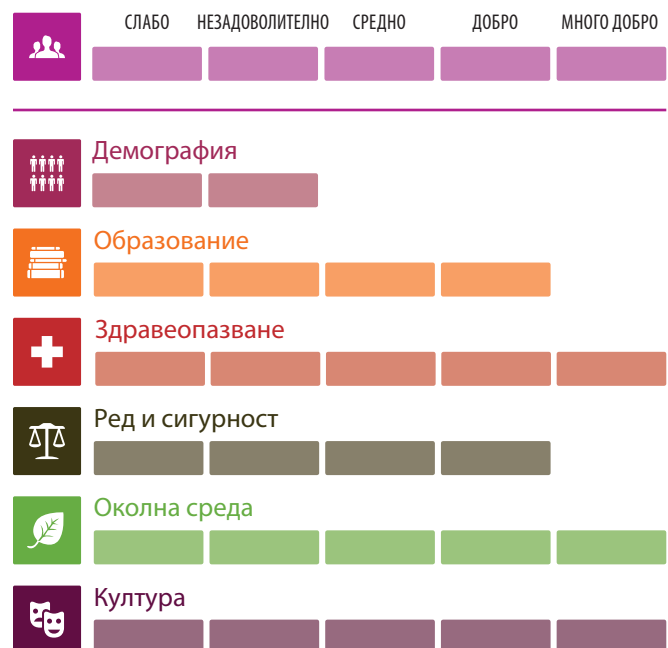 СЛАБО НЕЗАДОВОЛИТЕЛНО СРЕДНО ДОБРО МНОГО ДОБРО
Демография
Образование
Здравеопазване
Ред и сигурност
Околна среда
Култура